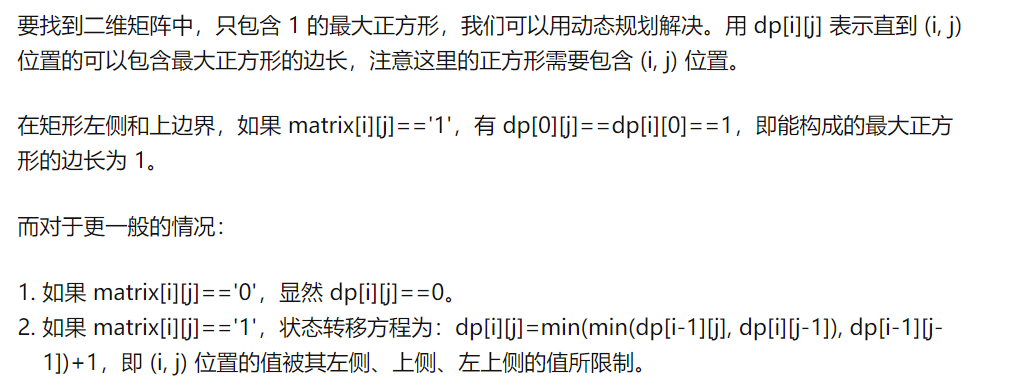 要找到二维矩阵中，只包含 1 的最大正方形，我们可以用动态规划解决。用 dp[i][j] 表示直到 (i, j)
位置的可以包含最大正方形的边长，注意这里的正方形需要包含 (i, j) 位置。
在矩形左侧和上边界，如果 matrix[i][j]=='1'，有 dp[0][j]==dp[i][0]==1，即能构成的最大正方
形的边长为 1。
而对于更一般的情况：
1. 如果 matrix[i][j]=='0'，显然 dp[i][j]==0。
2. 如果 matrix[i][j]=='1'，状态转移方程为：dp[i][j]=min(min(dp[i-1][j], dp[i][j-1]), dp[i-1][j-
1])+1，即 (i, j) 位置的值被其左侧、上侧、左上侧的值所限制。